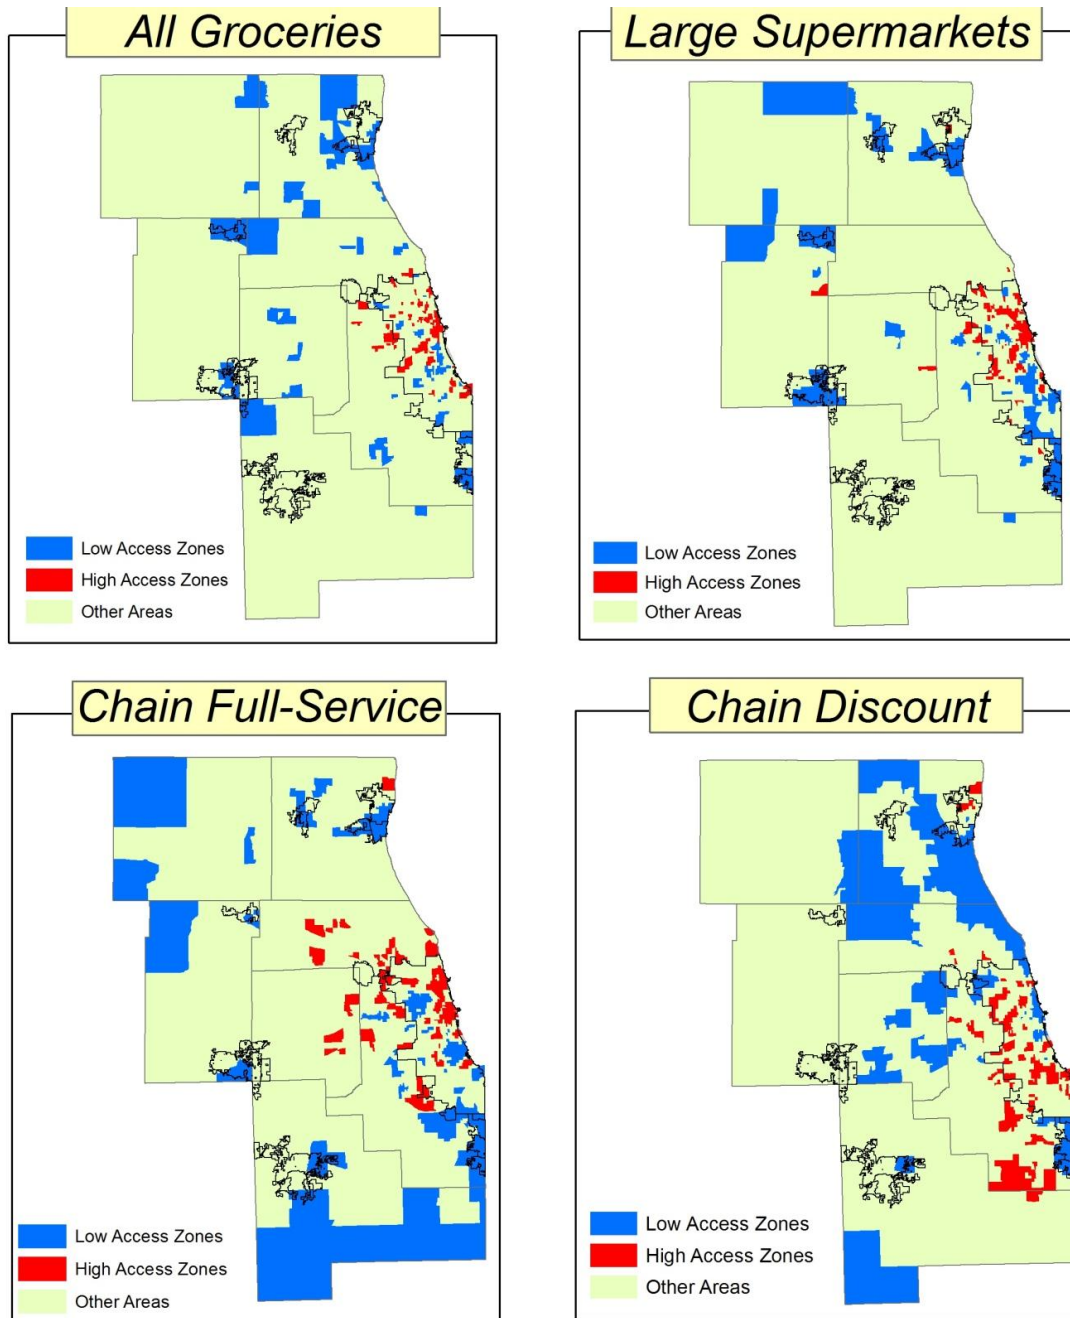 All Groceries
Low Access Zones
High Access Zones
Other Areas
Large Supermarkets
Low Access Zones
High Access Zones
Other Areas
Chain Full-Service
Low Access Zones
High Access Zones
Other Areas
Chain Discount
Low Access Zones
High Access Zones
Other Areas